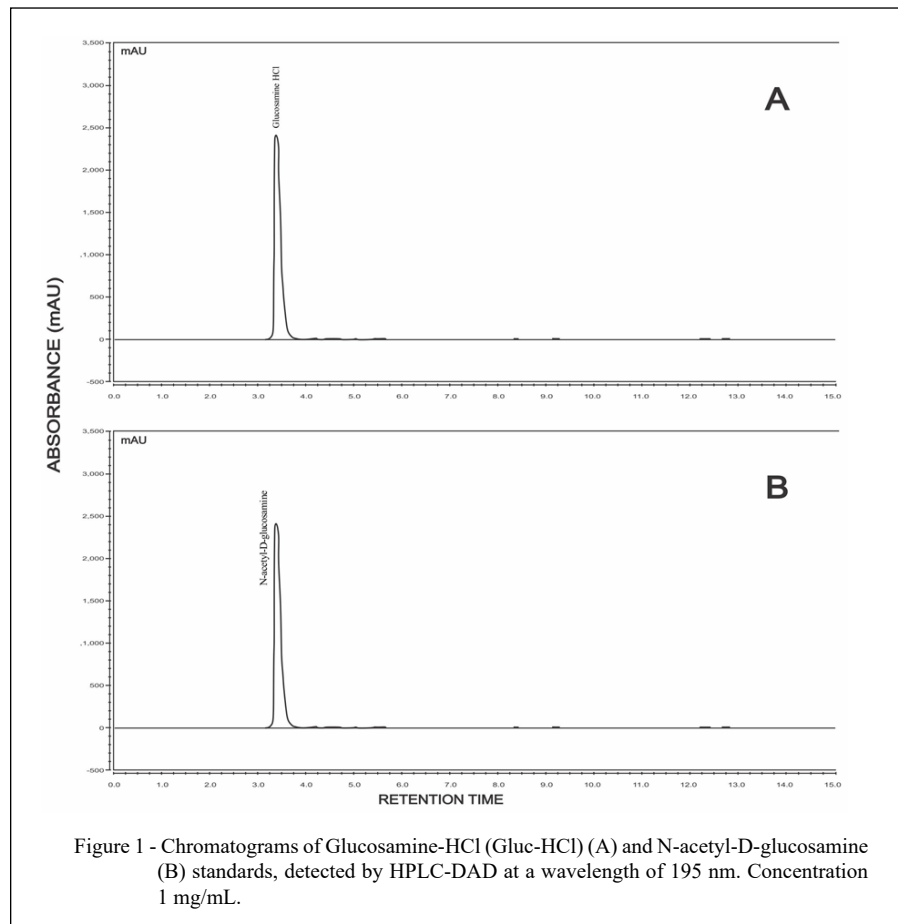 3,500
mAU
3,000
2,500
2,000
1,500
,1,000
500
0
-500
Glucosamine HCl
A
0.0 1.0 2.0 3.0 4.0 5.0 6.0 7.0 8.0 9.0 10.0 11.0 12.0 13.0 14.0 15.0
ABSORBANCE (mAU)
3,500
mAU
3,000
2,500
2,000
1,500
,1,000
500
0
-500
N-acetyl-D-glucosamine
B
0.0 1.0 2.0 3.0 4.0 5.0 6.0 7.0 8.0 9.0 10.0 11.0 12.0 13.0 14.0 15.0
RETENTION TIME
Figure 1 - Chromatograms of Glucosamine-HCl (Gluc-HCl) (A) and N-acetyl-D-glucosamine
(B) standards, detected by HPLC-DAD at a wavelength of 195 nm. Concentration
1 mg/mL.